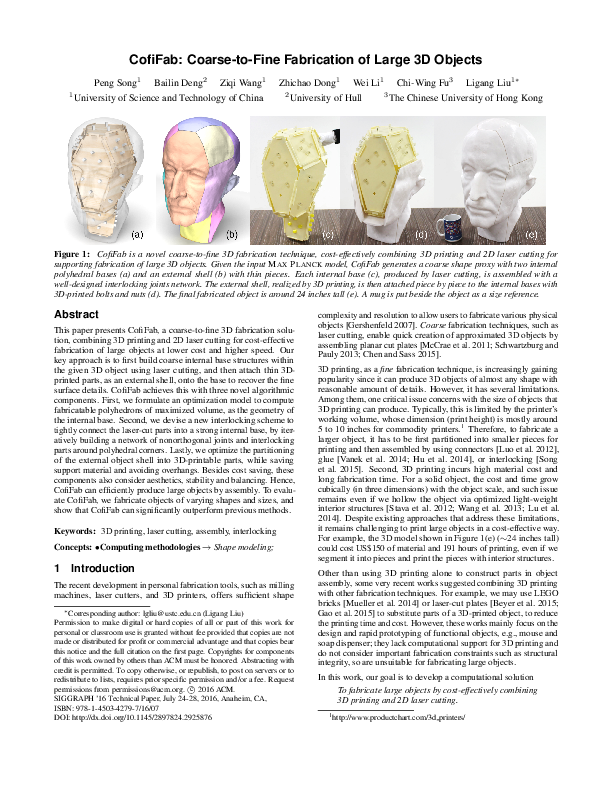 CofiFab: Coarse-to-Fine Fabrication of Large 3D Objects
Peng Song¹ Bailin Deng² Ziqi Wang¹ Zhichao Dong¹ Wei Li¹ Chi-Wing Fu³ Ligang Liu¹*
¹University of Science and Technology of China ²University of Hull ³The Chinese University of Hong Kong
(a) (b) (c) (d) (e)
Figure 1: CofiFab is a novel coarse-to-fine 3D fabrication technique, cost-effectively combining 3D printing and 2D laser cutting for
supporting fabrication of large 3D objects. Given the input MAX PLANCK model, CofiFab generates a coarse shape proxy with two internal
polyhedral bases (a) and an external shell (b) with thin pieces. Each internal base (c), produced by laser cutting, is assembled with a
well-designed interlocking joints network. The external shell, realized by 3D printing, is then attached piece by piece to the internal bases with
3D-printed bolts and nuts (d). The final fabricated object is around 24 inches tall (e). A mug is put beside the object as a size reference.
Abstract
This paper presents CofiFab, a coarse-to-fine 3D fabrication solu-
tion, combining 3D printing and 2D laser cutting for cost-effective
fabrication of large objects at lower cost and higher speed. Our
key approach is to first build coarse internal base structures within
the given 3D object using laser cutting, and then attach thin 3D-
printed parts, as an external shell, onto the base to recover the fine
surface details. CofiFab achieves this with three novel algorithmic
components. First, we formulate an optimization model to compute
fabricatable polyhedrons of maximized volume, as the geometry of
the internal base. Second, we devise a new interlocking scheme to
tightly connect the laser-cut parts into a strong internal base, by iter-
atively building a network of nonorthogonal joints and interlocking
parts around polyhedral corners. Lastly, we optimize the partitioning
of the external object shell into 3D-printable parts, while saving
support material and avoiding overhangs. Besides cost saving, these
components also consider aesthetics, stability and balancing. Hence,
CofiFab can efficiently produce large objects by assembly. To evalu-
ate CofiFab, we fabricate objects of varying shapes and sizes, and
show that CofiFab can significantly outperform previous methods.
Keywords: 3D printing, laser cutting, assembly, interlocking
Concepts: •Computing methodologies → Shape modeling;
1 Introduction
The recent development in personal fabrication tools, such as milling
machines, laser cutters, and 3D printers, offers sufficient shape
*Corresponding author: lgliu@ustc.edu.cn (Ligang Liu)
Permission to make digital or hard copies of all or part of this work for
personal or classroom use is granted without fee provided that copies are not
made or distributed for profit or commercial advantage and that copies bear
this notice and the full citation on the first page. Copyrights for components
of this work owned by others than ACM must be honored. Abstracting with
credit is permitted. To copy otherwise, or republish, to post on servers or to
redistribute to lists, requires prior specific permission and/or a fee. Request
permissions from permissions@acm.org. © 2016 ACM.
SIGGRAPH '16 Technical Paper, July 24-28, 2016, Anaheim, CA,
ISBN: 978-1-4503-4279-7/16/07
DOI: http://dx.doi.org/10.1145/2897824.2925876
complexity and resolution to allow users to fabricate various physical
objects [Gershenfeld 2007]. Coarse fabrication techniques, such as
laser cutting, enable quick creation of approximated 3D objects by
assembling planar cut plates [McCrae et al. 2011; Schwartzburg and
Pauly 2013; Chen and Sass 2015].
3D printing, as a fine fabrication technique, is increasingly gaining
popularity since it can produce 3D objects of almost any shape with
reasonable amount of details. However, it has several limitations.
Among them, one critical issue concerns with the size of objects that
3D printing can produce. Typically, this is limited by the printer's
working volume, whose dimension (print height) is mostly around
5 to 10 inches for commodity printers.¹ Therefore, to fabricate a
larger object, it has to be first partitioned into smaller pieces for
printing and then assembled by using connectors [Luo et al. 2012],
glue [Vanek et al. 2014; Hu et al. 2014], or interlocking [Song
et al. 2015]. Second, 3D printing incurs high material cost and
long fabrication time. For a solid object, the cost and time grow
cubically (in three dimensions) with the object scale, and such issue
remains even if we hollow the object via optimized light-weight
interior structures [Stava et al. 2012; Wang et al. 2013; Lu et al.
2014]. Despite existing approaches that address these limitations,
it remains challenging to print large objects in a cost-effective way.
For example, the 3D model shown in Figure 1(e) (∼24 inches tall)
could cost US$150 of material and 191 hours of printing, even if we
segment it into pieces and print the pieces with interior structures.
Other than using 3D printing alone to construct parts in object
assembly, some very recent works suggested combining 3D printing
with other fabrication techniques. For example, we may use LEGO
bricks [Mueller et al. 2014] or laser-cut plates [Beyer et al. 2015;
Gao et al. 2015] to substitute parts of a 3D-printed object, to reduce
the printing time and cost. However, these works mainly focus on the
design and rapid prototyping of functional objects, e.g., mouse and
soap dispenser; they lack computational support for 3D printing and
do not consider important fabrication constraints such as structural
integrity, so are unsuitable for fabricating large objects.
In this work, our goal is to develop a computational solution
To fabricate large objects by cost-effectively combining
3D printing and 2D laser cutting.
¹http://www.productchart.com/3d_printers/